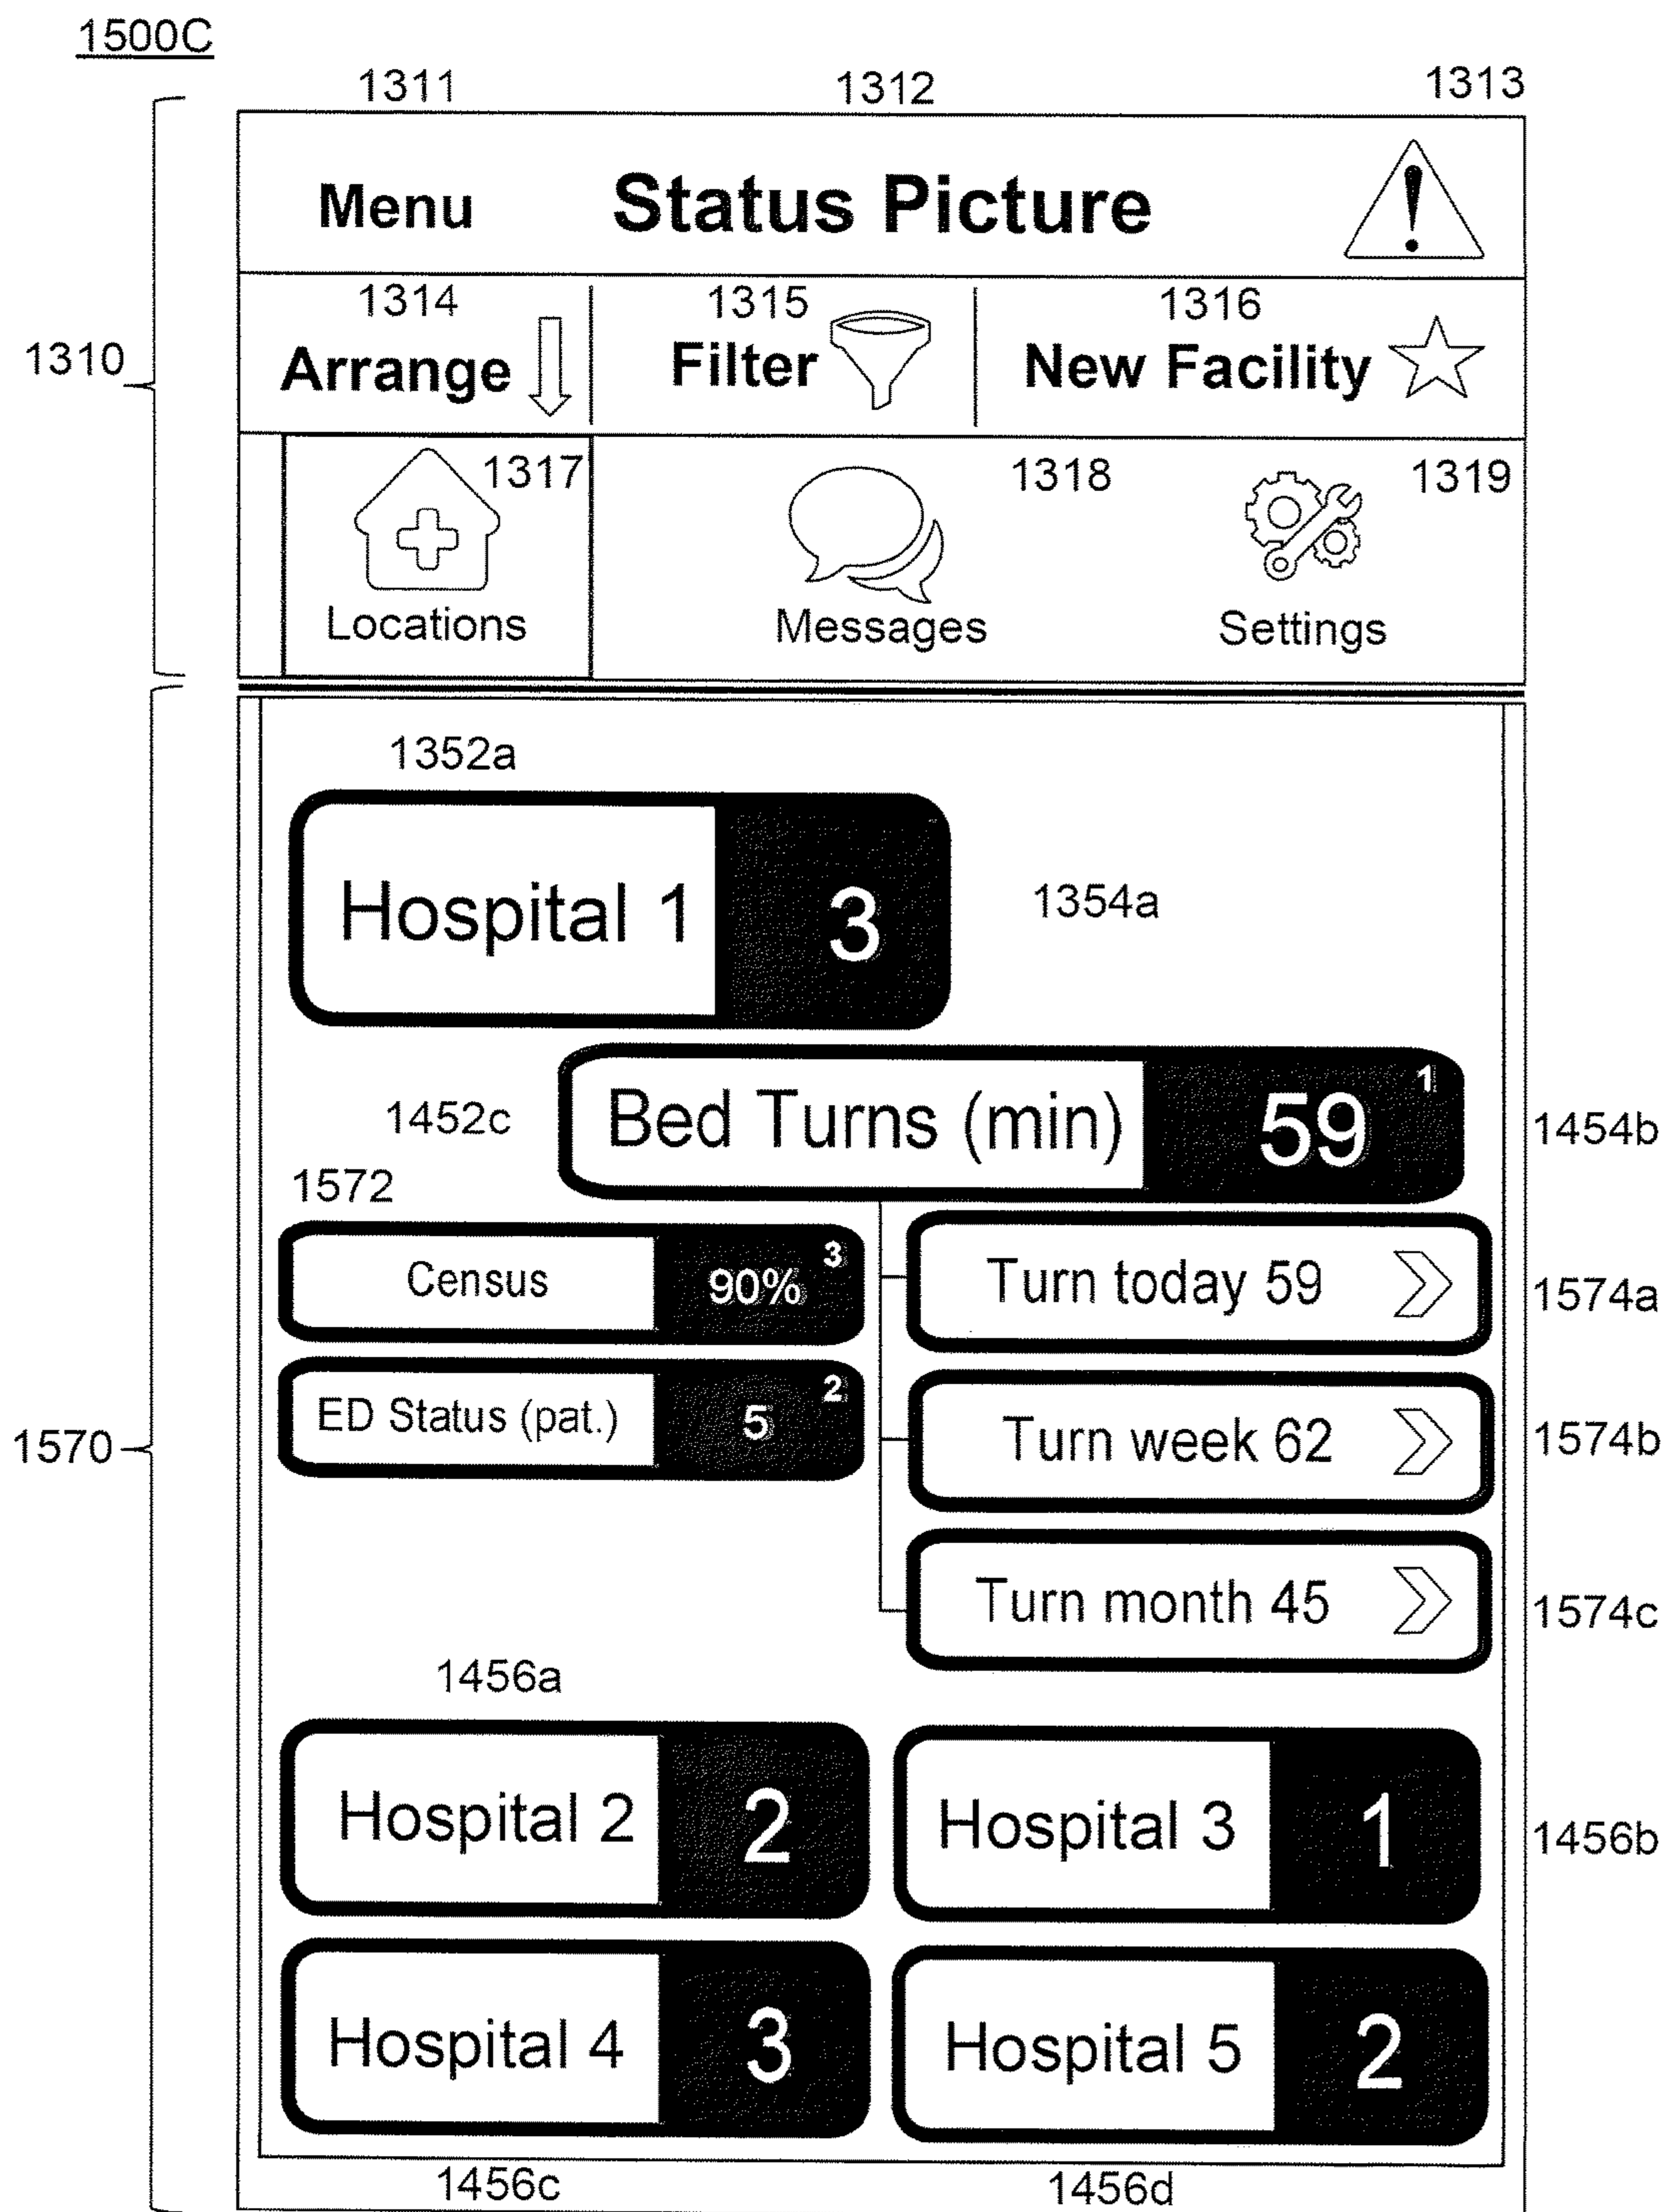 1500C
1311 1312 1313
Menu Status Picture !
1310
1314 1315 1316
Arrange Filter New Facility
1317 1318 1319
Locations Messages Settings
1352a
Hospital 1 3 1354a
1452c Bed Turns (min) 59 1 1454b
1572
Census 90% 3
Turn today 59 1574a
ED Status (pat.) 5 2
1570
Turn week 62 1574b
Turn month 45 1574c
1456a
Hospital 2 2
Hospital 3 1 1456b
Hospital 4 3
Hospital 5 2
1456c 1456d